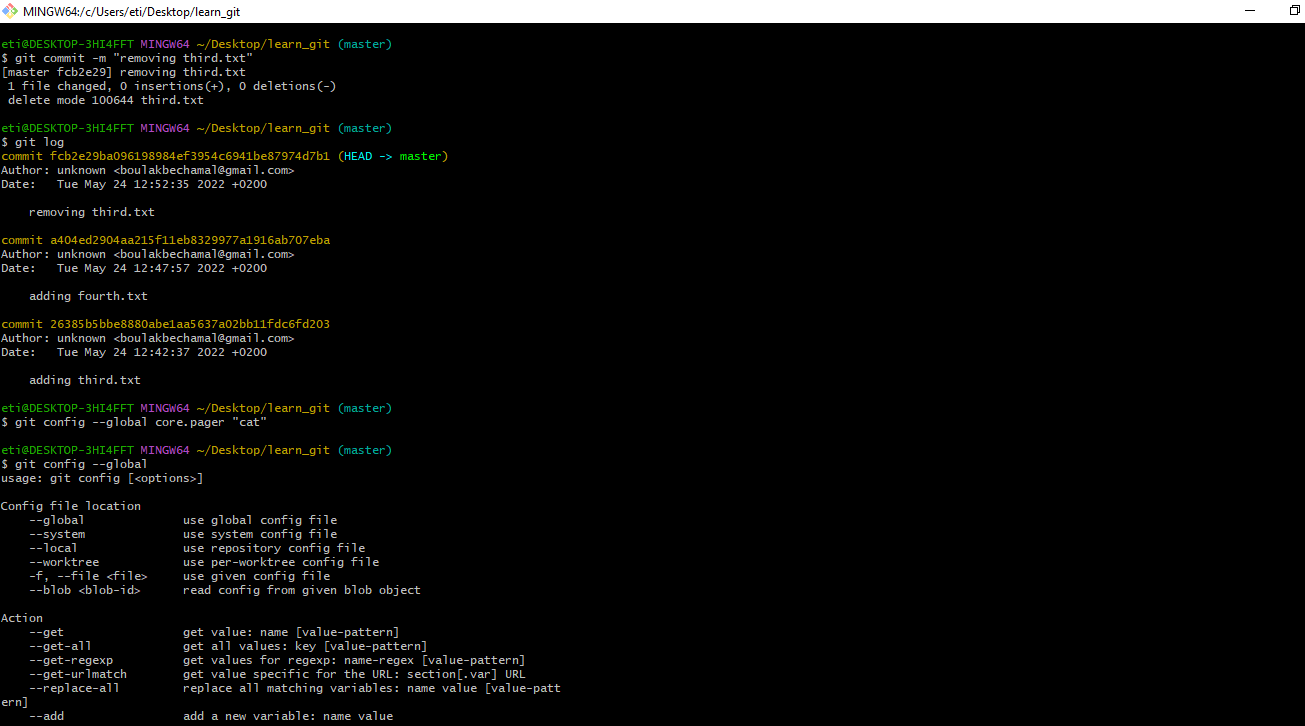 MINGW64:/c/Users/eti/Desktop/learn_git
eti@DESKTOP-3HI4FFT MINGW64 ~/Desktop/learn_git (master)
$ git commit -m "removing third.txt"
[master fcb2e29] removing third.txt
 1 file changed, 0 insertions(+), 0 deletions(-)
 delete mode 100644 third.txt
eti@DESKTOP-3HI4FFT MINGW64 ~/Desktop/learn_git (master)
$ git log
commit fcb2e29ba096198984ef3954c6941be87974d7b1 (HEAD -> master)
Author: unknown <boulakbechamal@gmail.com>
Date:   Tue May 24 12:52:35 2022 +0200
    removing third.txt
commit a404ed2904aa215f11eb8329977a1916ab707eba
Author: unknown <boulakbechamal@gmail.com>
Date:   Tue May 24 12:47:57 2022 +0200
    adding fourth.txt
commit 26385b5bbe8880abe1aa5637a02bb11fdc6fd203
Author: unknown <boulakbechamal@gmail.com>
Date:   Tue May 24 12:42:37 2022 +0200
    adding third.txt
eti@DESKTOP-3HI4FFT MINGW64 ~/Desktop/learn_git (master)
$ git config --global core.pager "cat"
eti@DESKTOP-3HI4FFT MINGW64 ~/Desktop/learn_git (master)
$ git config --global
usage: git config [<options>]
Config file location
    --global              use global config file
    --system              use system config file
    --local               use repository config file
    --worktree            use per-worktree config file
    -f, --file <file>     use given config file
    --blob <blob-id>      read config from given blob object
Action
    --get                 get value: name [value-pattern]
    --get-all             get all values: key [value-pattern]
    --get-regexp          get values for regexp: name-regex [value-pattern]
    --get-urlmatch        get value specific for the URL: section[.var] URL
    --replace-all         replace all matching variables: name value [value-patt
ern]
    --add                 add a new variable: name value